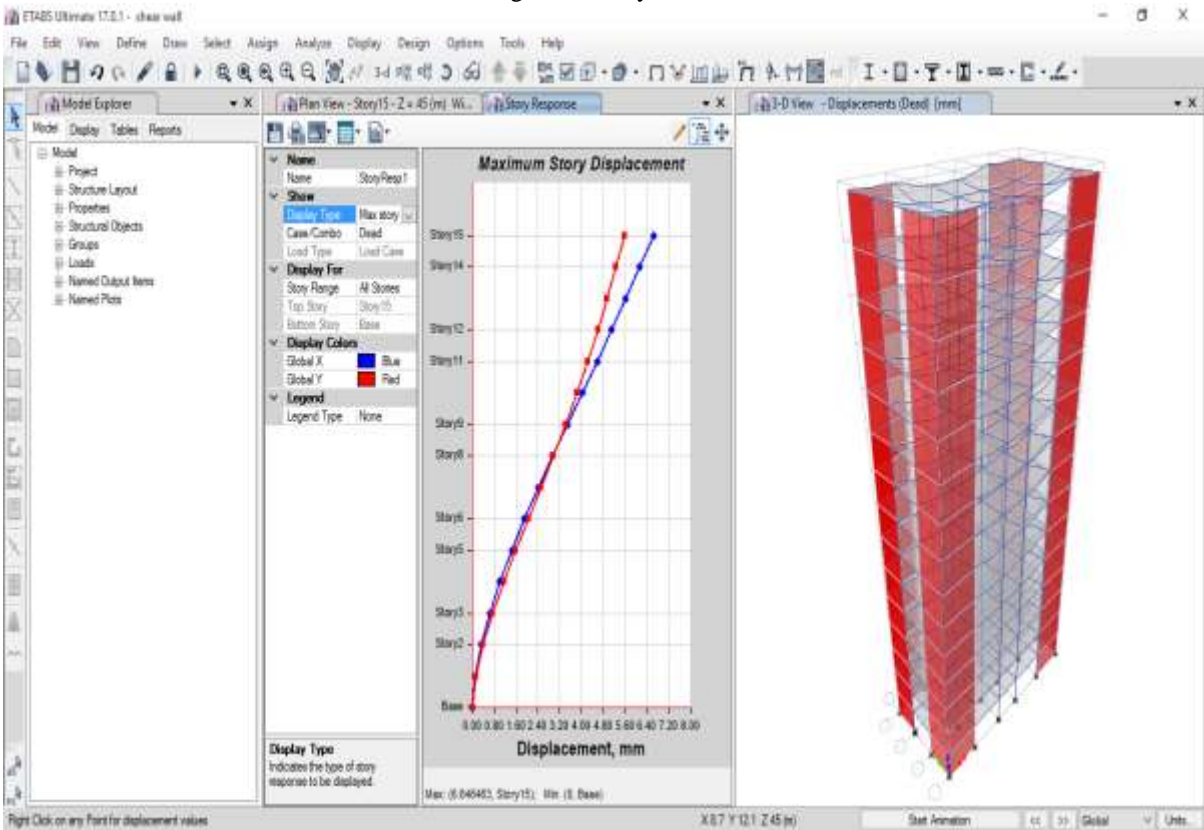 ETABS Ultimate 17.0.1 - shear wall
File Edit View Define Draw Select Assign Analyze Display Design Options Tools Help
Model Explorer
Plan View - Story15 - Z = 45 (m) Wi...
Story Response
3-D View - Displacements (Dead) [mm]
Model Display Tables Reports
Model
Project
Structure Layout
Properties
Structural Objects
Groups
Loads
Named Output Items
Named Plots
Name
Name StoryResp1
Show
Display Type Max story
Case/Combo Dead
Load Type Load Case
Display For
Story Range All Stories
Top Story Story15
Bottom Story Base
Display Colors
Global X Blue
Global Y Red
Legend
Legend Type None
Display Type
Indicates the type of story
response to be displayed.
Maximum Story Displacement
Story15
Story14
Story12
Story11
Story9
Story8
Story6
Story5
Story3
Story2
Base
0.00 0.80 1.60 2.40 3.20 4.00 4.80 5.60 6.40 7.20 8.00
Displacement, mm
Max: (6.646463, Story15); Min: (0, Base)
Right Click on any Point for displacement values
X 8.7 Y 12.1 Z 45 (m)
Start Animation
<< >> Global
Units...